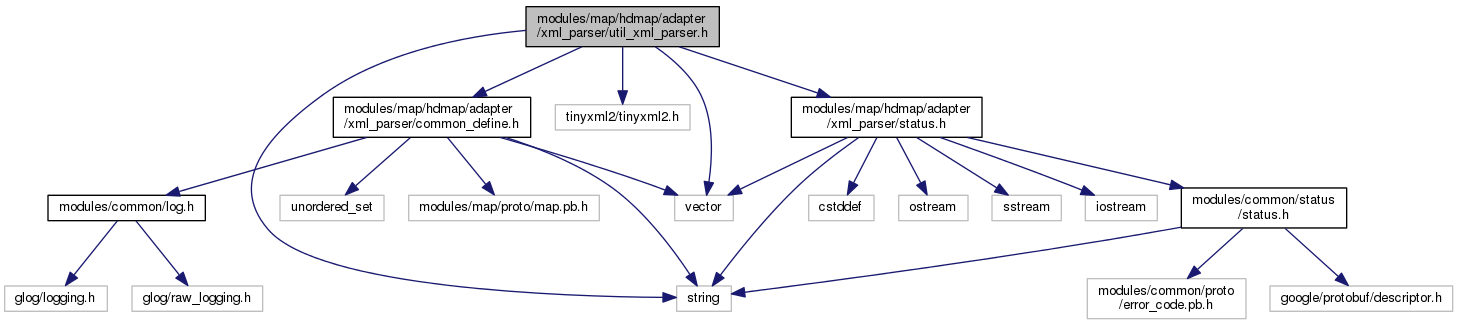 modules/map/hdmap/adapter
/xml_parser/util_xml_parser.h
modules/map/hdmap/adapter
/xml_parser/common_define.h
tinyxml2/tinyxml2.h
modules/map/hdmap/adapter
/xml_parser/status.h
modules/common/log.h
unordered_set
modules/map/proto/map.pb.h
vector
cstddef
ostream
sstream
iostream
modules/common/status
/status.h
glog/logging.h
glog/raw_logging.h
string
modules/common/proto
/error_code.pb.h
google/protobuf/descriptor.h